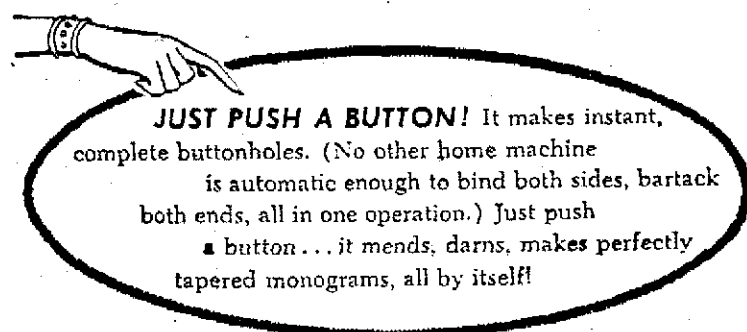 JUST PUSH A BUTTON! It makes instant,
complete buttonholes. (No other home machine
is automatic enough to bind both sides, bartack
both ends, all in one operation.) Just push
a button... it mends, darns, makes perfectly
tapered monograms, all by itself!